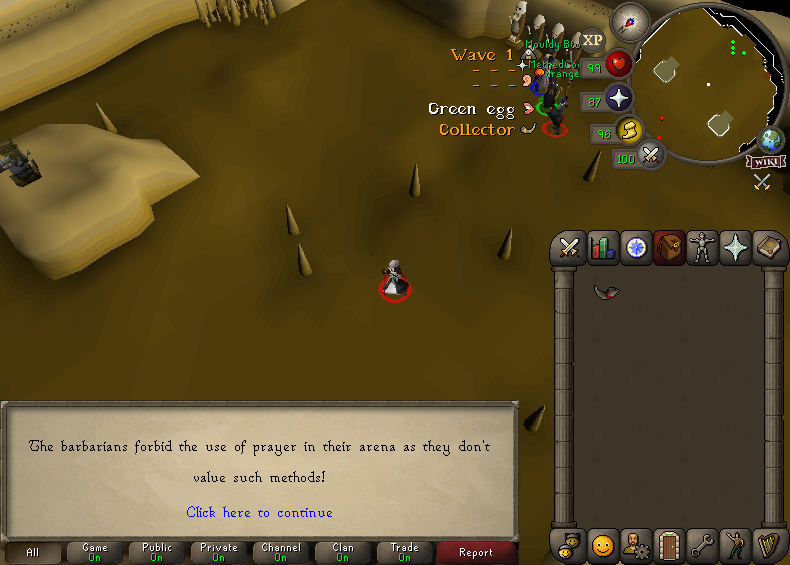 Wave 1
- - -
- - -
Green egg
Collector
XP
99
87
96
100
WIKI
The barbarians forbid the use of prayer in their arena as they don't
value such methods!
Click here to continue
All
Game
On
Public
On
Private
On
Channel
On
Clan
On
Trade
On
Report